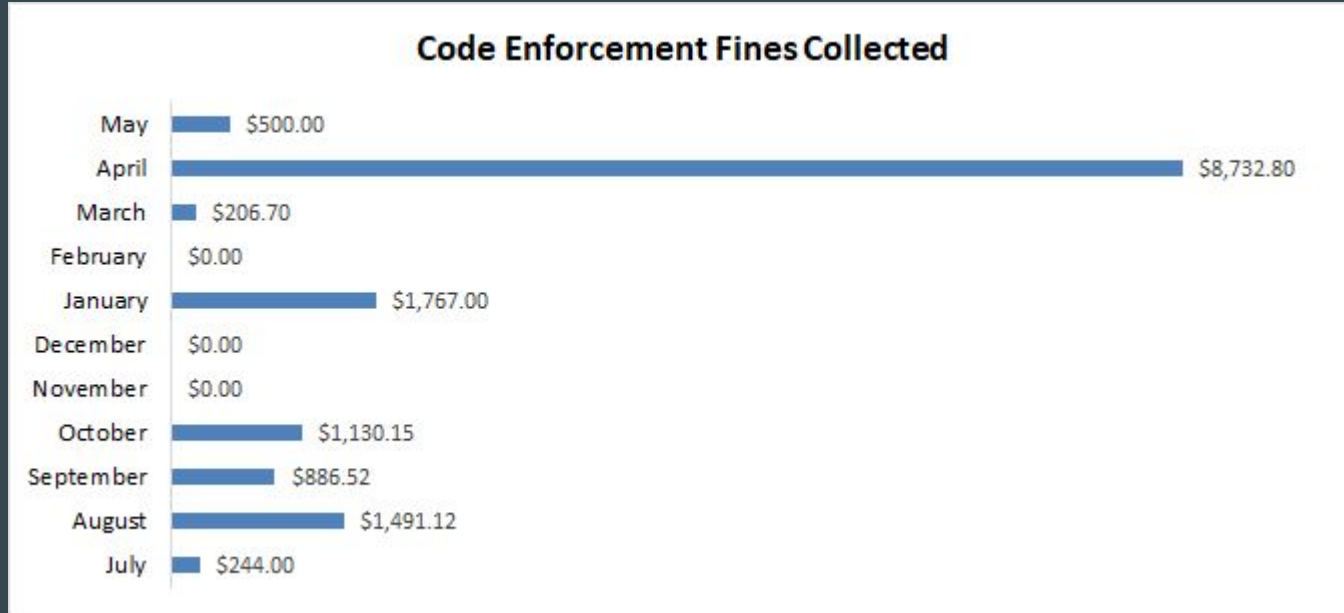 Code Enforcement Fines Collected
May $500.00
April $8,732.80
March $206.70
February $0.00
January $1,767.00
December $0.00
November $0.00
October $1,130.15
September $886.52
August $1,491.12
July $244.00